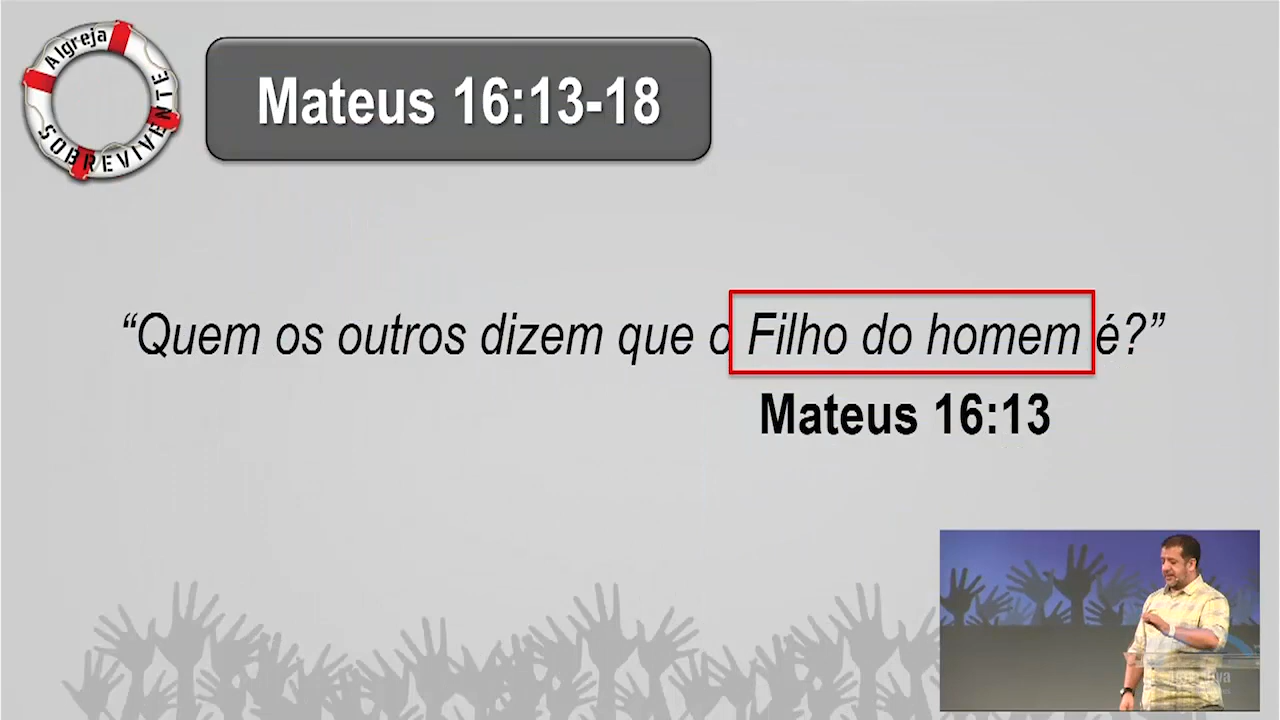 A Igreja
SOBREVIVENTE
Mateus 16:13-18
“Quem os outros dizem que o Filho do homem é?”
Mateus 16:13